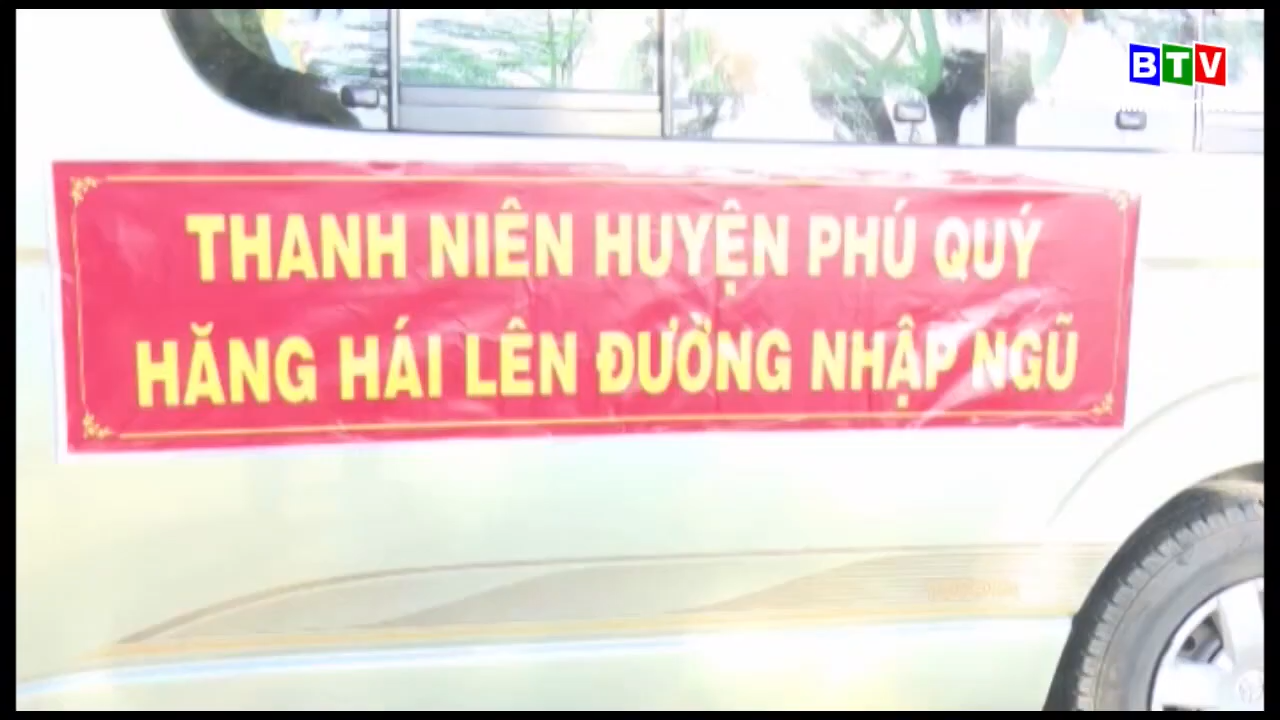 BTV
THANH NIÊN HUYỆN PHÚ QUÝ
HĂNG HÁI LÊN ĐƯỜNG NHẬP NGŨ